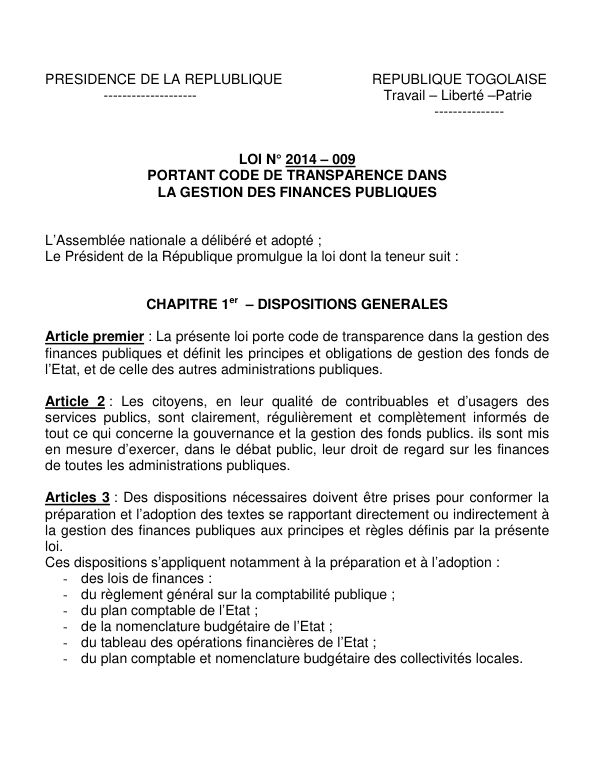 PRESIDENCE DE LA REPLUBLIQUE
--------------------
REPUBLIQUE TOGOLAISE
Travail – Liberté –Patrie
---------------
LOI N° 2014 – 009
PORTANT CODE DE TRANSPARENCE DANS
LA GESTION DES FINANCES PUBLIQUES
L’Assemblée nationale a délibéré et adopté ;
Le Président de la République promulgue la loi dont la teneur suit :
CHAPITRE 1er – DISPOSITIONS GENERALES
Article premier : La présente loi porte code de transparence dans la gestion des
finances publiques et définit les principes et obligations de gestion des fonds de
l’Etat, et de celle des autres administrations publiques.
Article 2 : Les citoyens, en leur qualité de contribuables et d’usagers des
services publics, sont clairement, régulièrement et complètement informés de
tout ce qui concerne la gouvernance et la gestion des fonds publics. ils sont mis
en mesure d’exercer, dans le débat public, leur droit de regard sur les finances
de toutes les administrations publiques.
Articles 3 : Des dispositions nécessaires doivent être prises pour conformer la
préparation et l’adoption des textes se rapportant directement ou indirectement à
la gestion des finances publiques aux principes et règles définis par la présente
loi.
Ces dispositions s’appliquent notamment à la préparation et à l’adoption :
- des lois de finances :
- du règlement général sur la comptabilité publique ;
- du plan comptable de l’Etat ;
- de la nomenclature budgétaire de l’Etat ;
- du tableau des opérations financières de l’Etat ;
- du plan comptable et nomenclature budgétaire des collectivités locales.